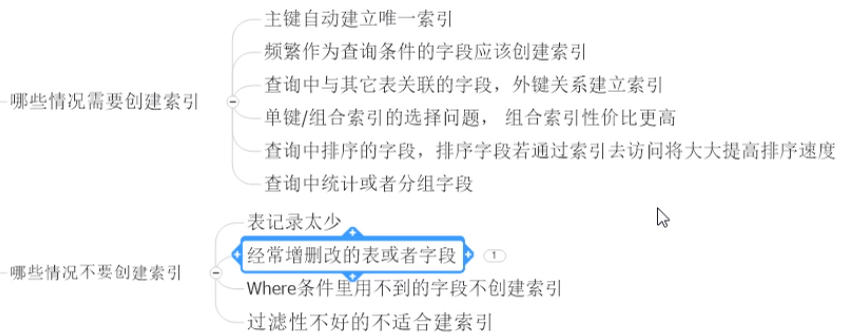 哪些情况需要创建索引
主键自动建立唯一索引
频繁作为查询条件的字段应该创建索引
查询中与其它表关联的字段，外键关系建立索引
单键/组合索引的选择问题， 组合索引性价比更高
查询中排序的字段，排序字段若通过索引去访问将大大提高排序速度
查询中统计或者分组字段
哪些情况不要创建索引
表记录太少
经常增删改的表或者字段
1
Where条件里用不到的字段不创建索引
过滤性不好的不适合建索引